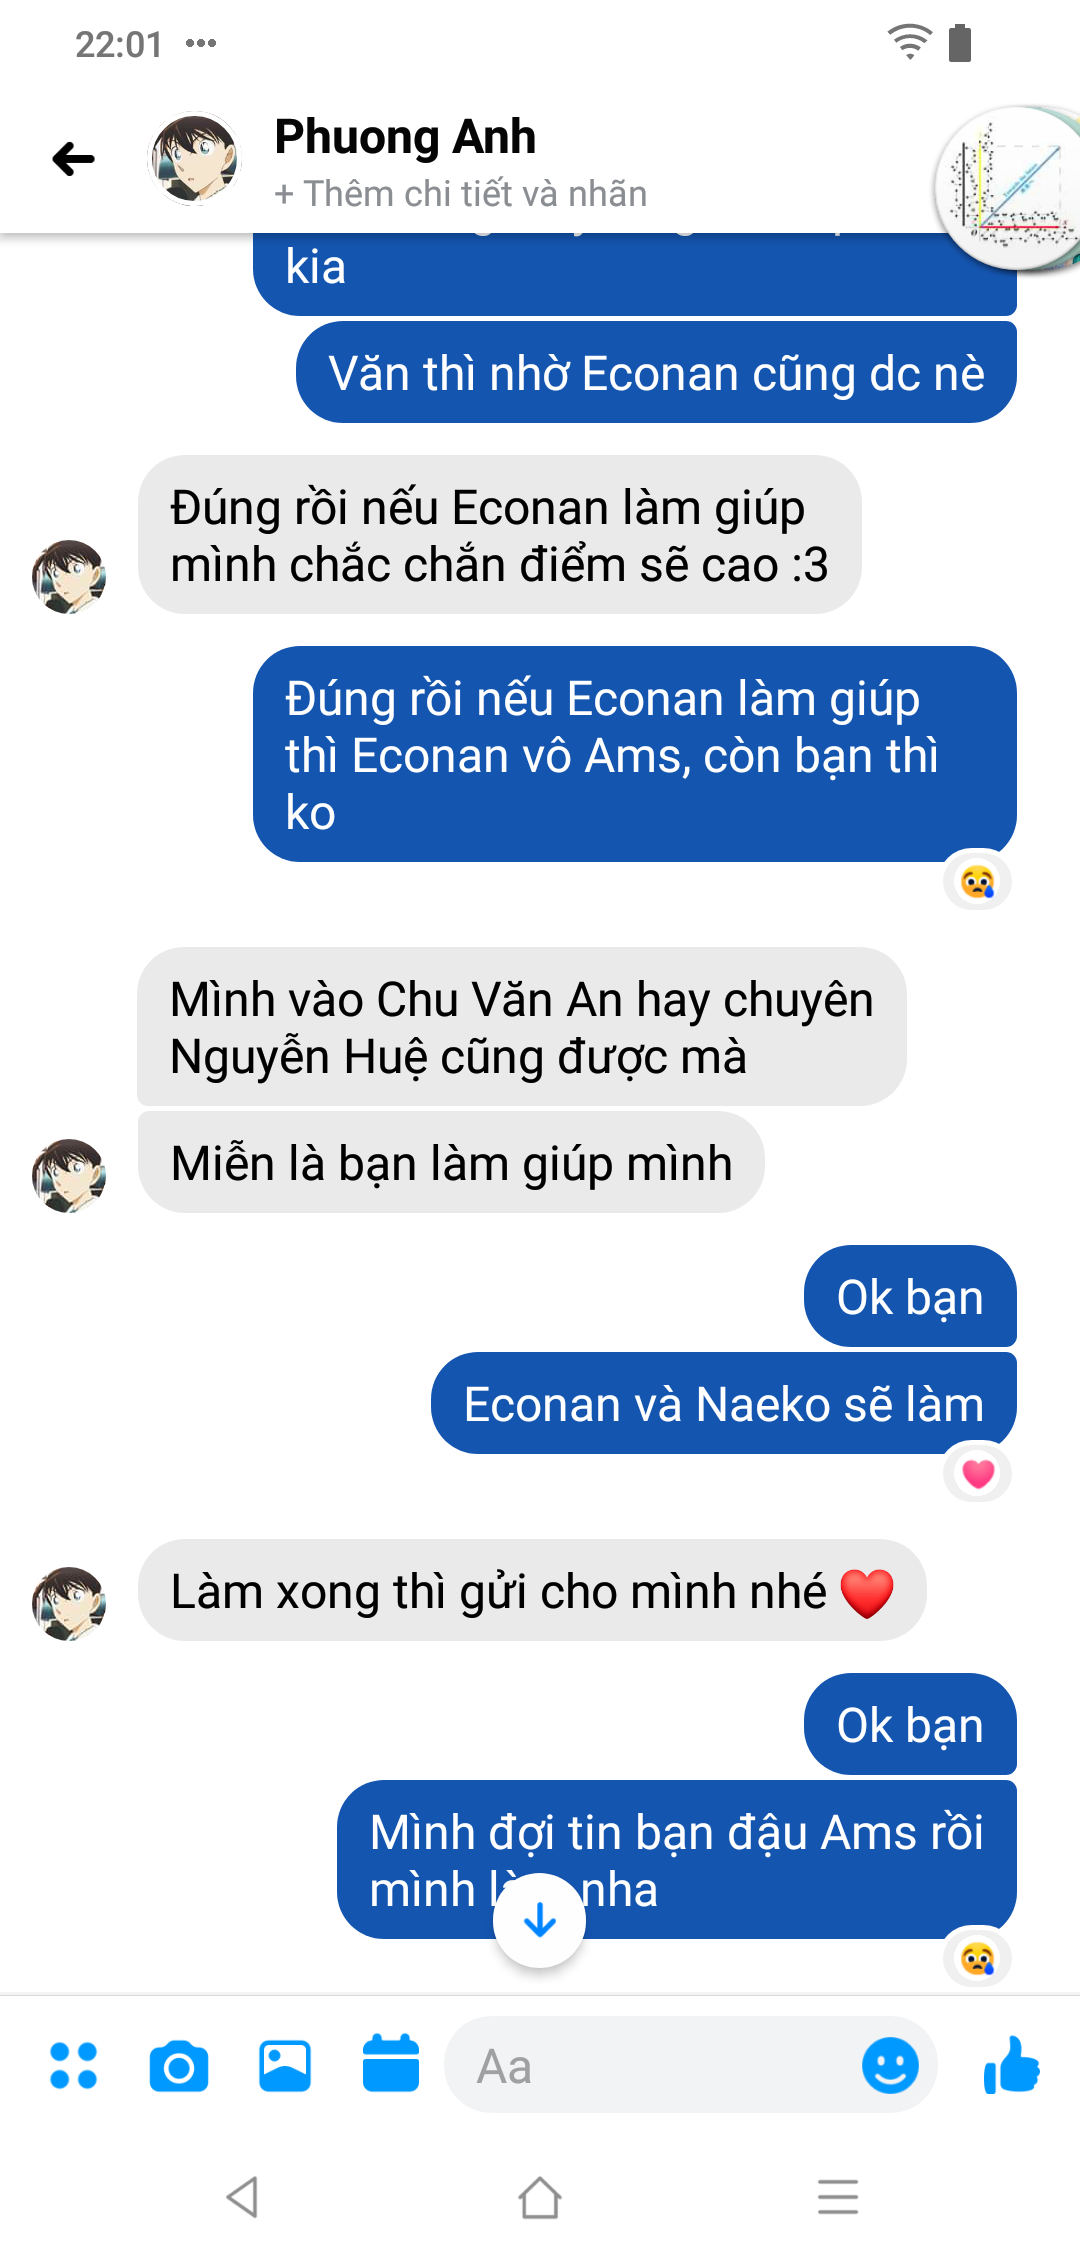 22:01
Phuong Anh
+ Thêm chi tiết và nhãn
kia
Văn thì nhờ Econan cũng dc nè
Đúng rồi nếu Econan làm giúp
mình chắc chắn điểm sẽ cao :3
Đúng rồi nếu Econan làm giúp
thì Econan vô Ams, còn bạn thì
ko
Mình vào Chu Văn An hay chuyên
Nguyễn Huệ cũng được mà
Miễn là bạn làm giúp mình
Ok bạn
Econan và Naeko sẽ làm
Làm xong thì gửi cho mình nhé ❤️
Ok bạn
Mình đợi tin bạn đậu Ams rồi
mình nha
Aa